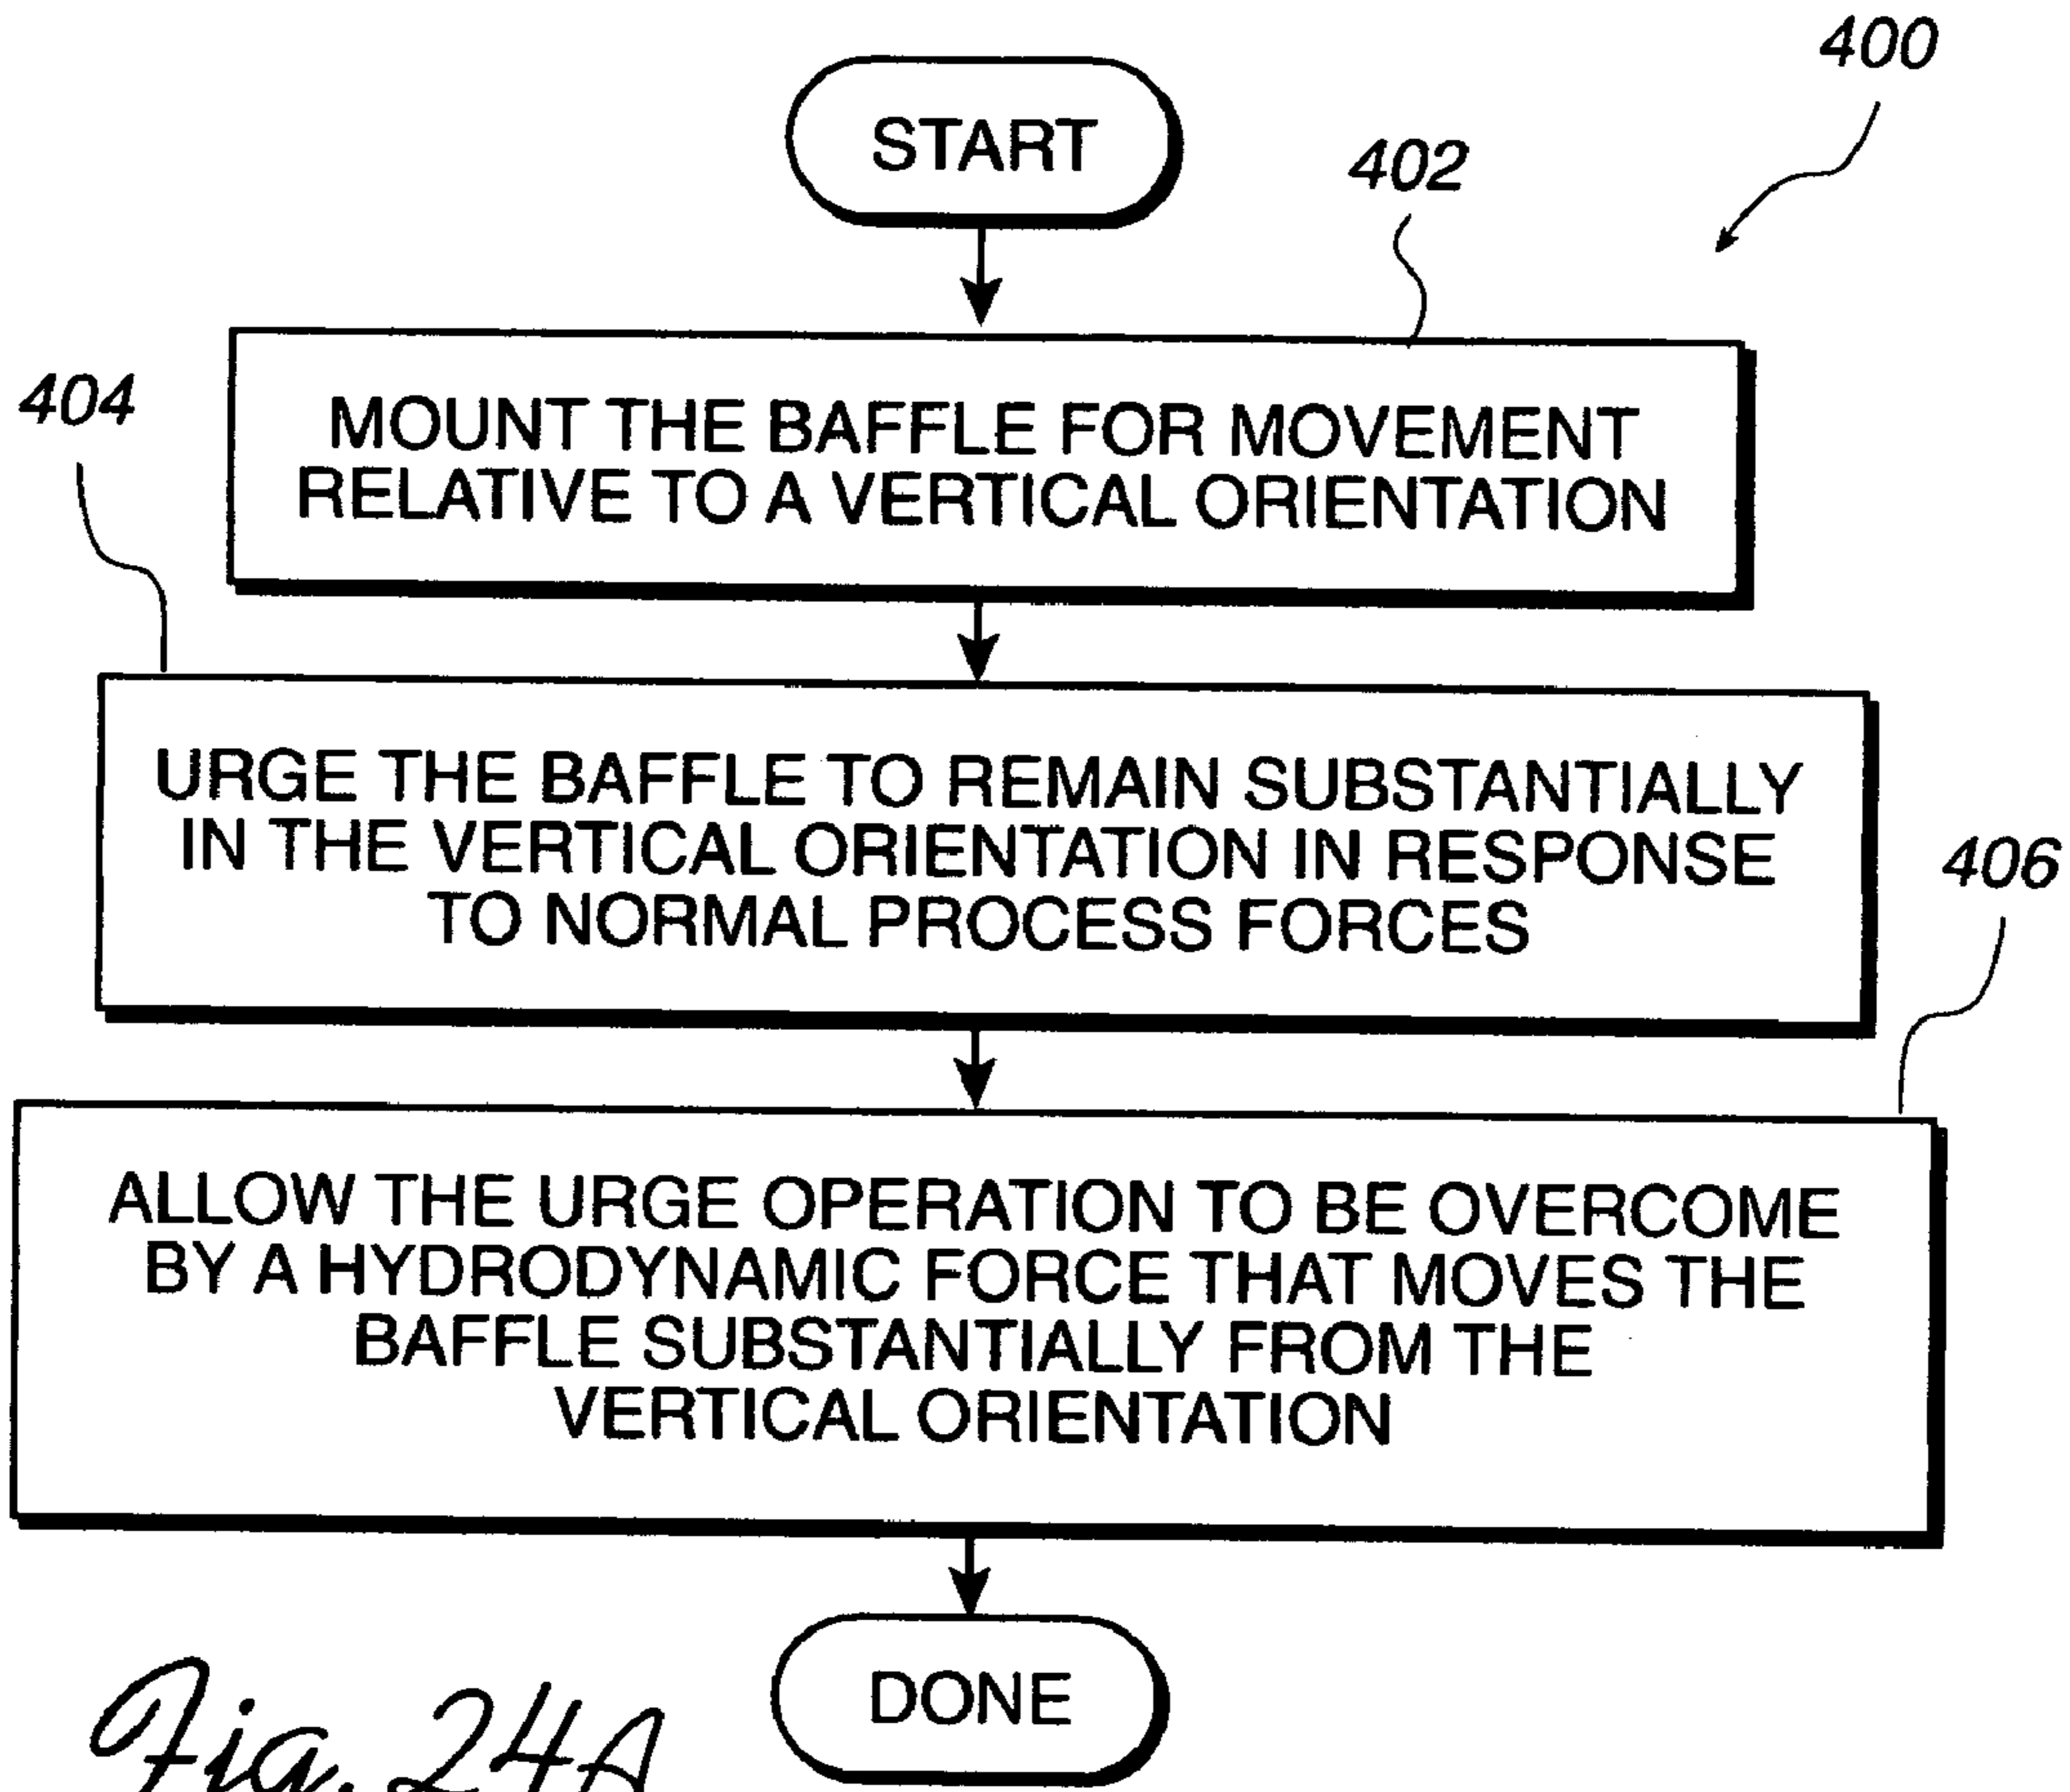 400
START
402
MOUNT THE BAFFLE FOR MOVEMENT
RELATIVE TO A VERTICAL ORIENTATION
404
URGE THE BAFFLE TO REMAIN SUBSTANTIALLY
IN THE VERTICAL ORIENTATION IN RESPONSE
TO NORMAL PROCESS FORCES
406
ALLOW THE URGE OPERATION TO BE OVERCOME
BY A HYDRODYNAMIC FORCE THAT MOVES THE
BAFFLE SUBSTANTIALLY FROM THE
VERTICAL ORIENTATION
DONE
Fig. 24A